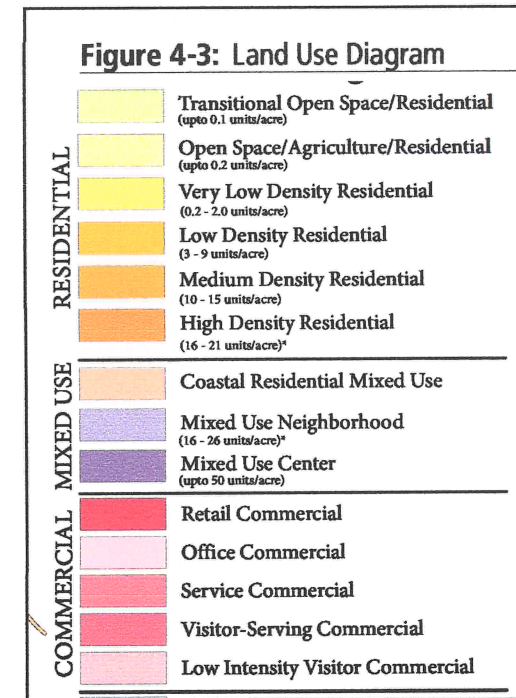 Figure 4-3: Land Use Diagram
RESIDENTIAL
Transitional Open Space/Residential
(upto 0.1 units/acre)
Open Space/Agriculture/Residential
(upto 0.2 units/acre)
Very Low Density Residential
(0.2 - 2.0 units/acre)
Low Density Residential
(3 - 9 units/acre)
Medium Density Residential
(10 - 15 units/acre)
High Density Residential
(16 - 21 units/acre)*
MIXED USE
Coastal Residential Mixed Use
Mixed Use Neighborhood
(16 - 26 units/acre)*
Mixed Use Center
(upto 50 units/acre)
COMMERCIAL
Retail Commercial
Office Commercial
Service Commercial
Visitor-Serving Commercial
Low Intensity Visitor Commercial